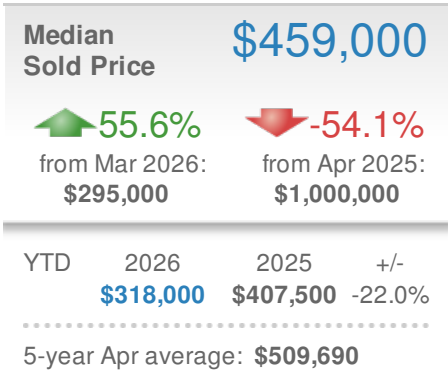 Median
Sold Price
$459,000
55.6%
-54.1%
from Mar 2026:
from Apr 2025:
$295,000
$1,000,000
YTD 2026 2025 +/-
$318,000 $407,500 -22.0%
5-year Apr average: $509,690